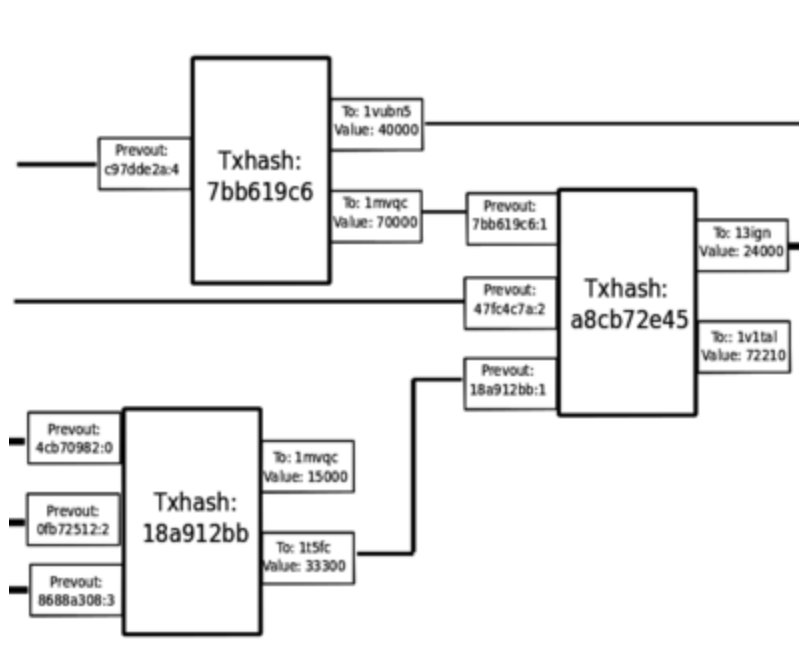 Prevout:
c97dde2a:4
Txhash:
7bb619c6
To: 1vubn5
Value: 40000
To: 1mvqc
Value: 70000
Prevout:
7bb619c6:1
Prevout:
47fc4c7a:2
Prevout:
18a912bb:1
Txhash:
a8cb72e45
To: 13ign
Value: 24000
To:: 1v1tal
Value: 72210
Prevout:
4cb70982:0
Prevout:
0fb72512:2
Prevout:
8688a308:3
Txhash:
18a912bb
To: 1mvqc
Value: 15000
To: 1t5fc
Value: 33300